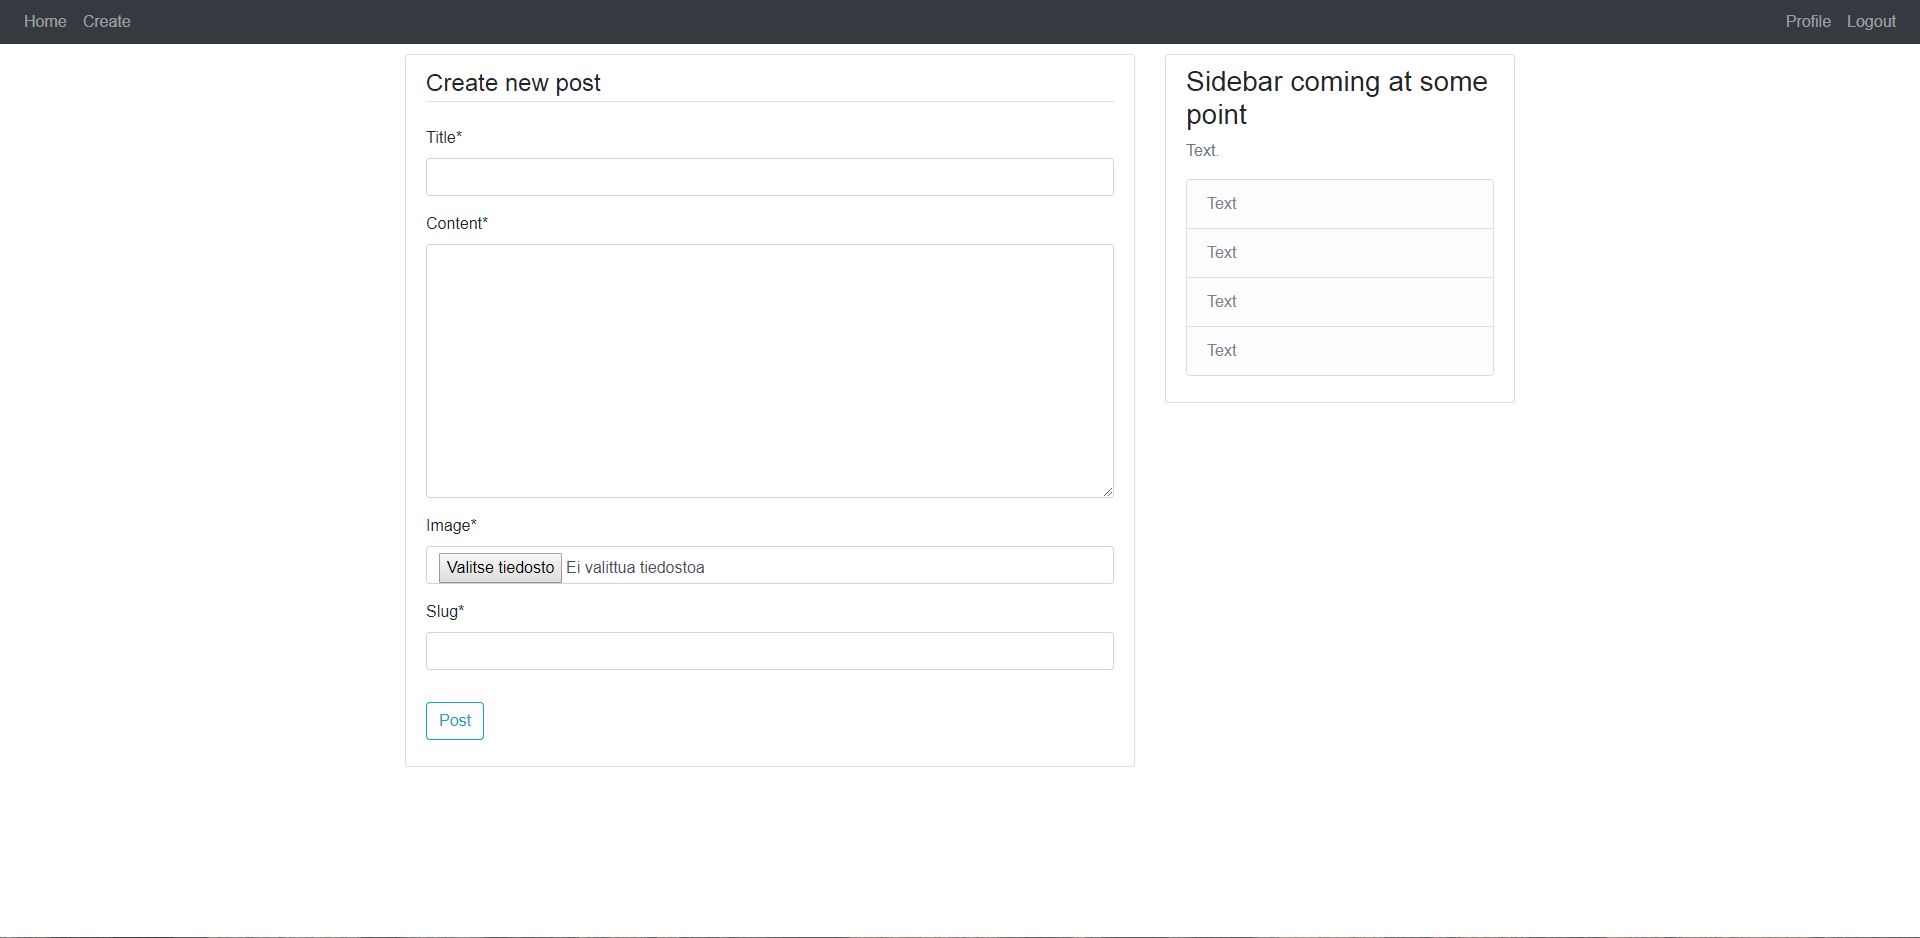 Home Create Profile Logout
Create new post
Title*
Content*
Image*
Valitse tiedosto Ei valittua tiedostoa
Slug*
Post
Sidebar coming at some
point
Text.
Text
Text
Text
Text